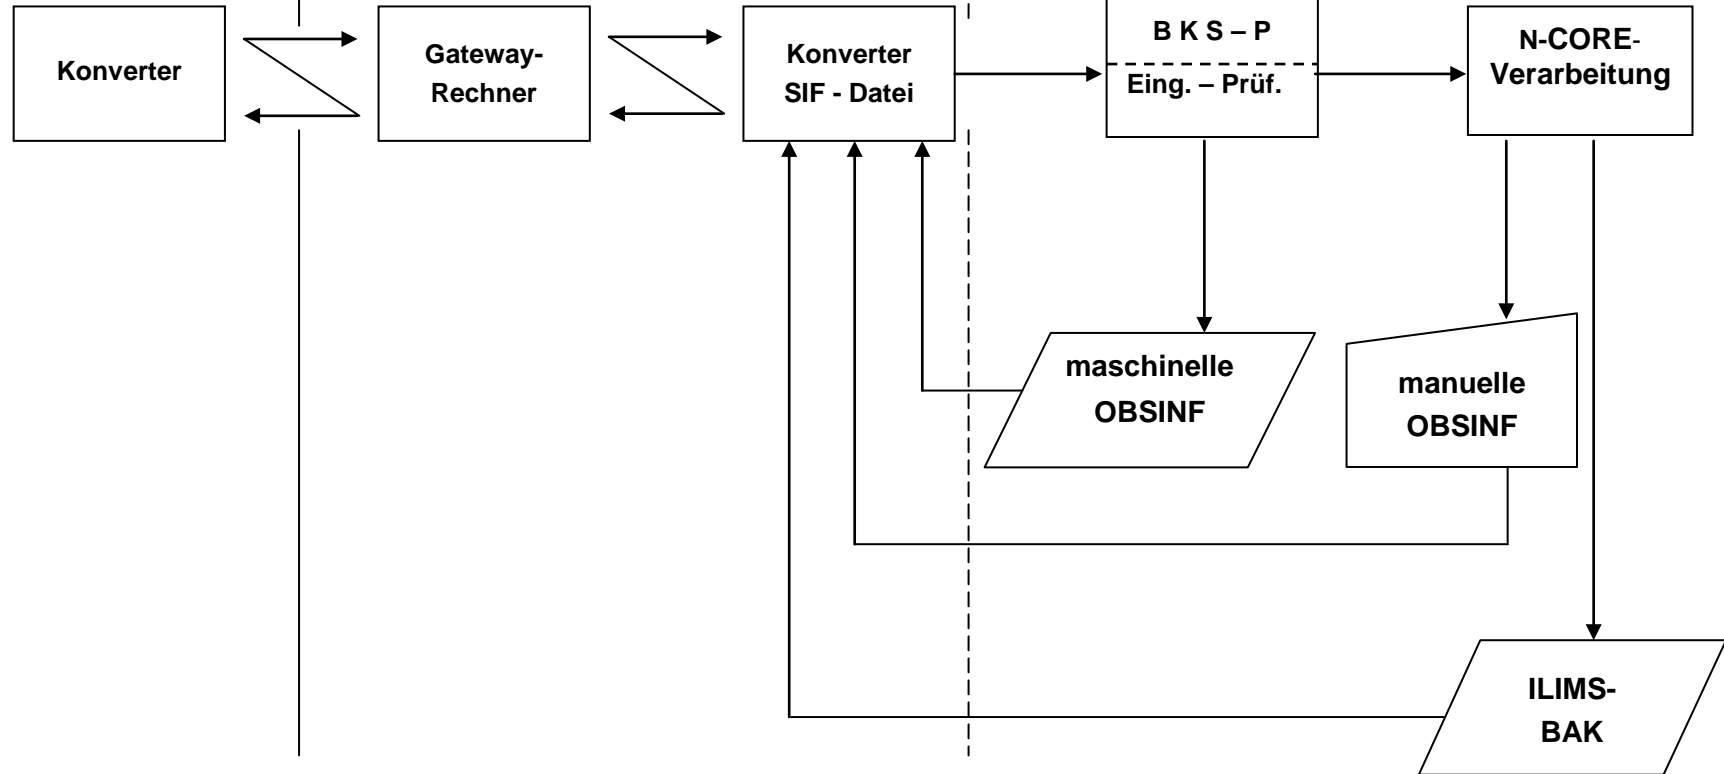 Konverter
Gateway-
Rechner
Konverter
SIF - Datei
B K S – P
Eing. – Prüf.
N-CORE-
Verarbeitung
maschinelle
OBSINF
manuelle
OBSINF
ILIMS-
BAK